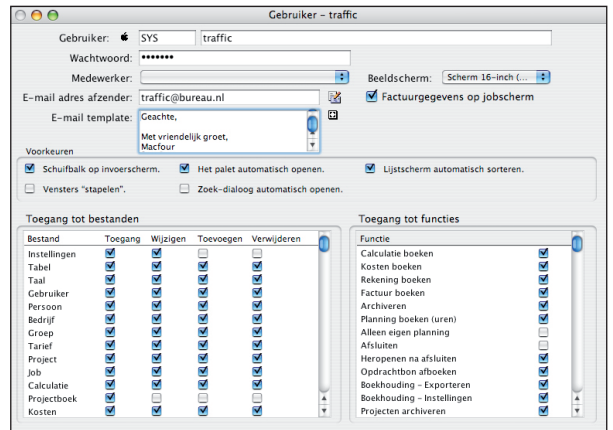 Gebruiker – traffic
Gebruiker: SYS traffic
Wachtwoord: •••••••
Medewerker:
Beeldscherm: Scherm 16-inch (...
E-mail adres afzender: traffic@bureau.nl
Factuurgegevens op jobscherm
E-mail template: Geachte,
Met vriendelijk groet,
Macfour
Voorkeuren
Schuifbalk op invoerscherm. Het palet automatisch openen. Lijstscherm automatisch sorteren.
Vensters "stapelen". Zoek-dialoog automatisch openen.
Toegang tot bestanden
Bestand Toegang Wijzigen Toevoegen Verwijderen
Instellingen
Tabel
Taal
Gebruiker
Persoon
Bedrijf
Groep
Tarief
Project
Job
Calculatie
Projectboek
Kosten
Toegang tot functies
Functie
Calculatie boeken
Kosten boeken
Rekening boeken
Factuur boeken
Archiveren
Planning boeken (uren)
Alleen eigen planning
Afsluiten
Heropenen na afsluiten
Opdrachtbon afboeken
Boekhouding – Exporteren
Boekhouding – Instellingen
Projecten archiveren